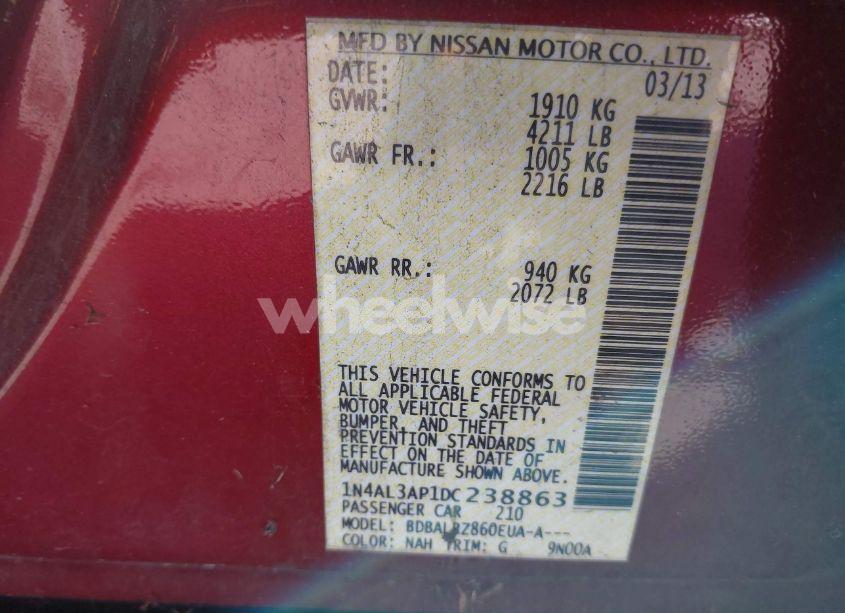 MFD BY NISSAN MOTOR CO., LTD.
DATE: 03/13
GVWR: 1910 KG
4211 LB
GAWR FR.: 1005 KG
2216 LB
GAWR RR.: 940 KG
2072 LB
wheelwise
THIS VEHICLE CONFORMS TO
ALL APPLICABLE FEDERAL
MOTOR VEHICLE SAFETY,
BUMPER, AND THEFT
PREVENTION STANDARDS IN
EFFECT ON THE DATE OF
MANUFACTURE SHOWN ABOVE.
1N4AL3AP1DC238863
PASSENGER CAR 210
MODEL: BDBALBZ860EUA-A---
COLOR: NAH TRIM: G 9N00A